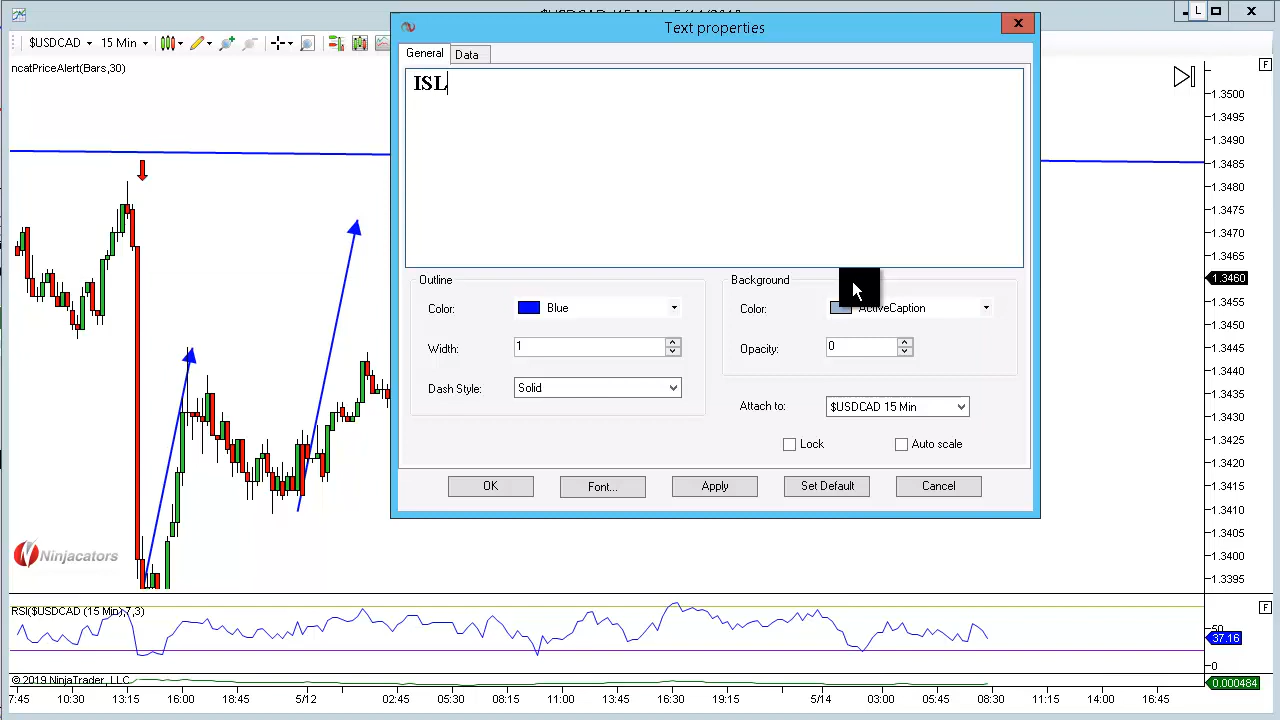 Text properties
L
$USDCAD
15 Min
General
Data
ncatPriceAlert(Bars,30)
F
ISL
1.3500
1.3495
1.3490
1.3485
1.3480
1.3475
1.3470
1.3465
1.3460
1.3455
1.3450
1.3445
1.3440
1.3435
1.3430
1.3425
1.3420
1.3415
1.3410
1.3405
1.3400
1.3395
Outline
Color:
Blue
Width:
1
Dash Style:
Solid
Background
Color:
ActiveCaption
Opacity:
0
Attach to:
$USDCAD 15 Min
Lock
Auto scale
OK
Font...
Apply
Set Default
Cancel
Ninjacators
RSI($USDCAD (15 Min),7,3)
F
50
37.16
0
© 2019 NinjaTrader, LLC
0.000484
7:45
10:30
13:15
16:00
18:45
5/12
02:45
05:30
08:15
11:00
13:45
16:30
19:15
5/14
03:00
05:45
08:30
11:15
14:00
16:45